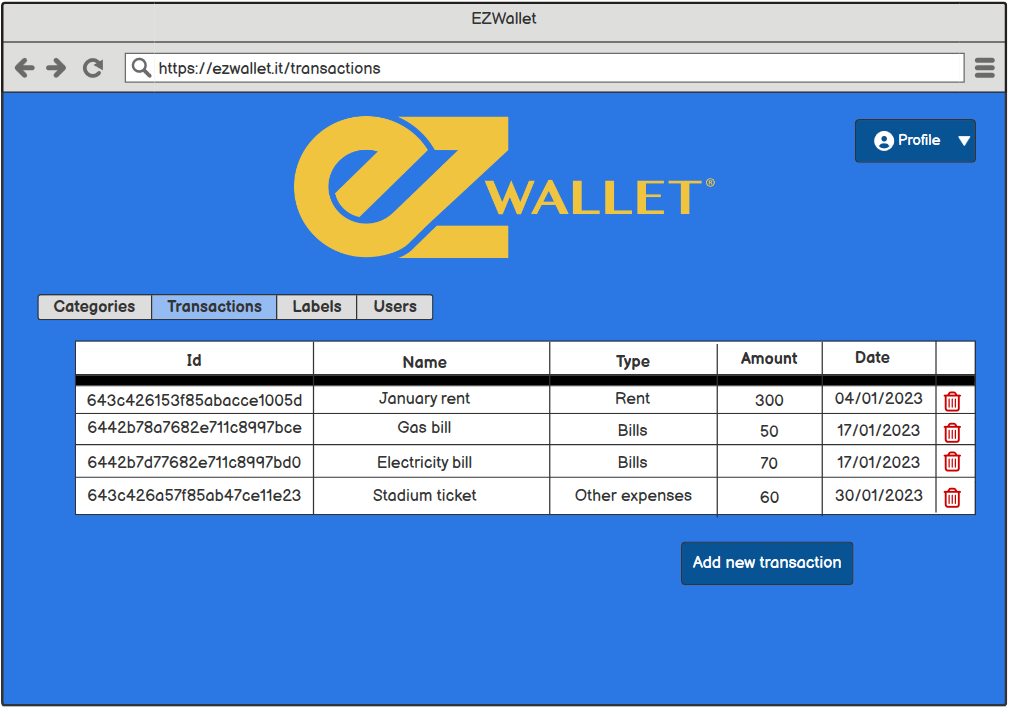 EZWallet
https://ezwallet.it/transactions
Profile
eZ WALLET®
Categories Transactions Labels Users
Id Name Type Amount Date
643c426153f85abacce1005d January rent Rent 300 04/01/2023
6442b78a7682e711c8997bce Gas bill Bills 50 17/01/2023
6442b7d77682e711c8997bd0 Electricity bill Bills 70 17/01/2023
643c426a57f85ab47ce11e23 Stadium ticket Other expenses 60 30/01/2023
Add new transaction